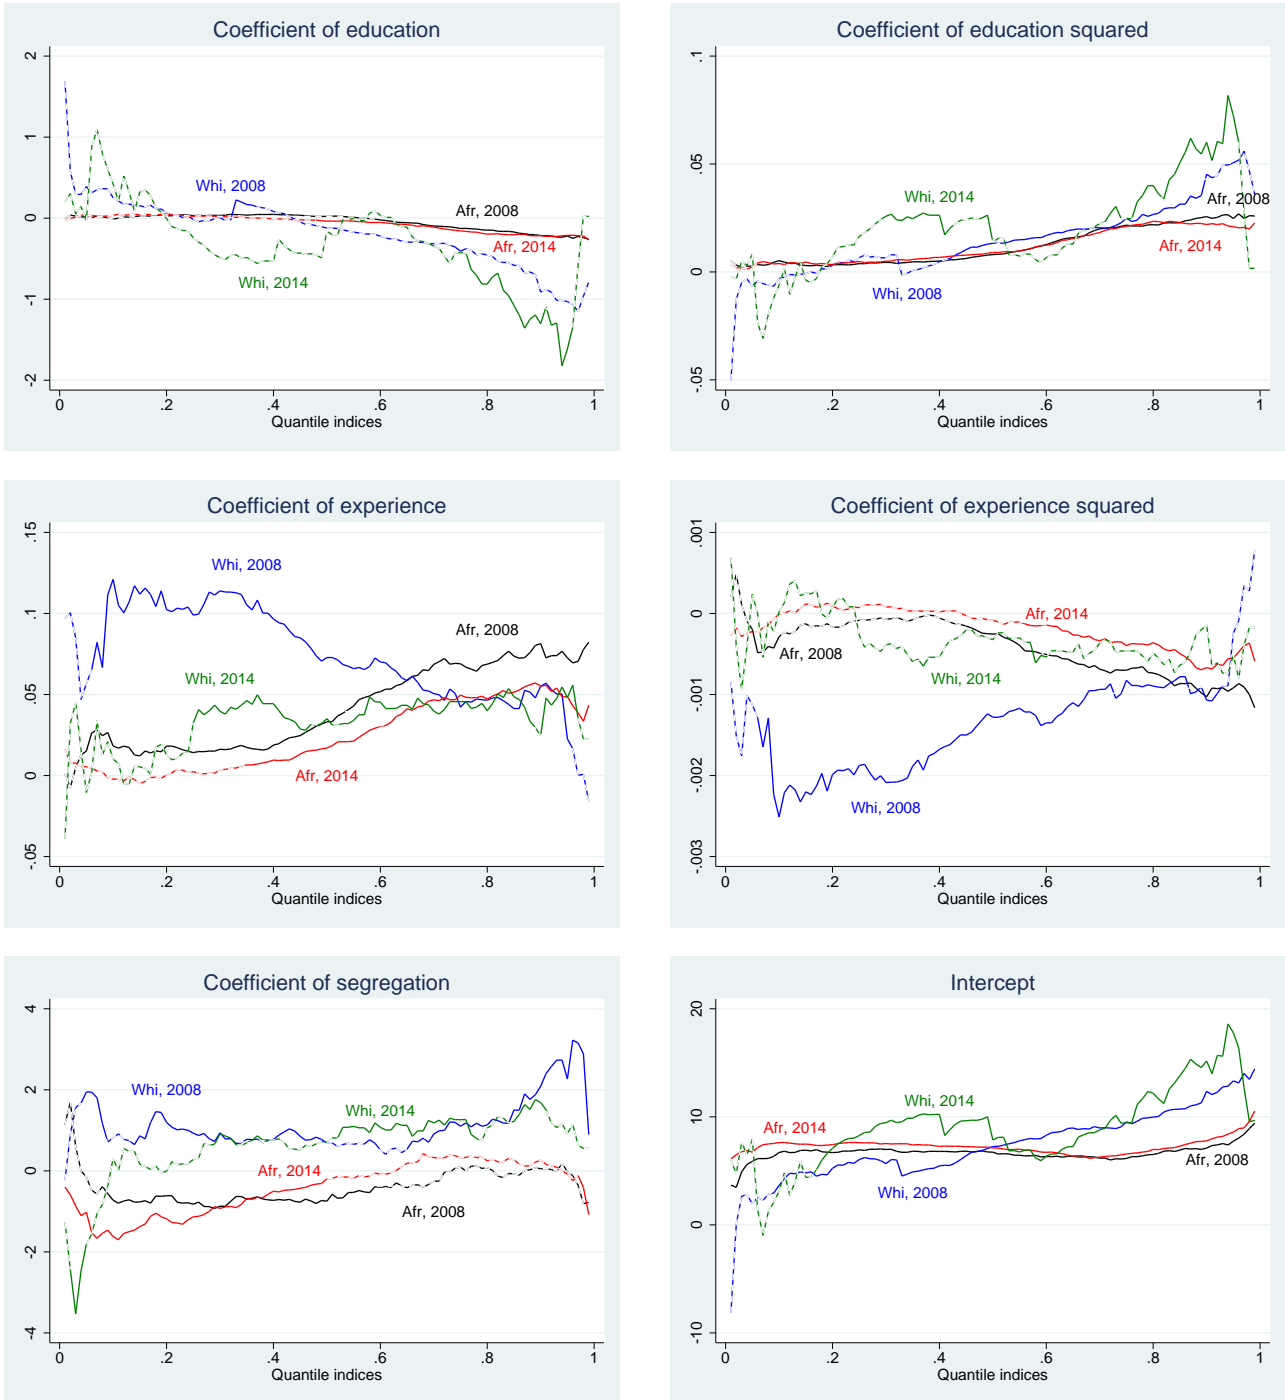 Coefficient of education
2
1
0
-1
-2
Whi, 2008
Afr, 2008
Afr, 2014
Whi, 2014
0 .2 .4 .6 .8 1
Quantile indices
Coefficient of education squared
.1
.05
0
-.05
Whi, 2014
Afr, 2008
Afr, 2014
Whi, 2008
0 .2 .4 .6 .8 1
Quantile indices
Coefficient of experience
.15
.1
.05
0
-.05
Whi, 2008
Afr, 2008
Whi, 2014
Afr, 2014
0 .2 .4 .6 .8 1
Quantile indices
Coefficient of experience squared
.001
0
-.001
-.002
-.003
Afr, 2014
Afr, 2008
Whi, 2014
Whi, 2008
0 .2 .4 .6 .8 1
Quantile indices
Coefficient of segregation
4
2
0
-2
-4
Whi, 2008
Whi, 2014
Afr, 2014
Afr, 2008
0 .2 .4 .6 .8 1
Quantile indices
Intercept
20
10
0
-10
Whi, 2014
Afr, 2014
Afr, 2008
Whi, 2008
0 .2 .4 .6 .8 1
Quantile indices